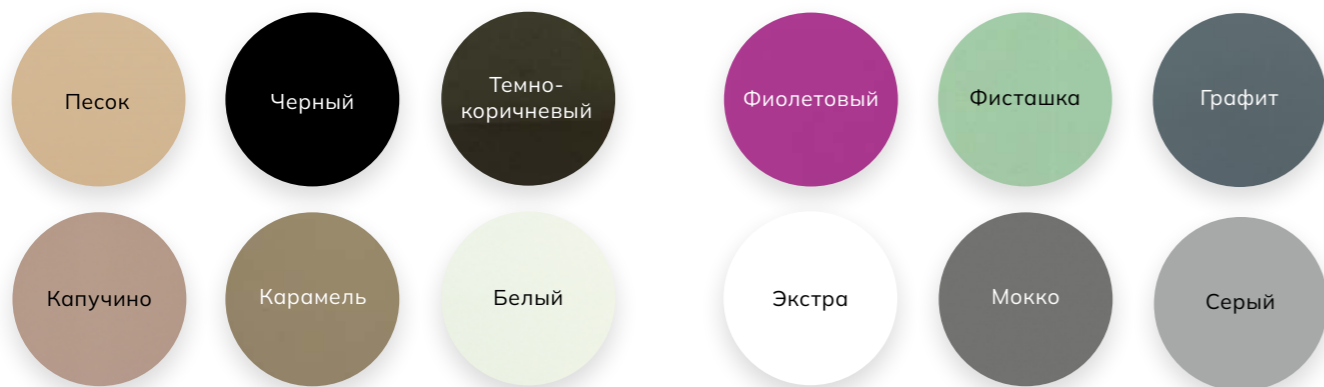 Песок
Черный
Темно-
коричневый
Фиолетовый
Фисташка
Графит
Капучино
Карамель
Белый
Экстра
Мокко
Серый